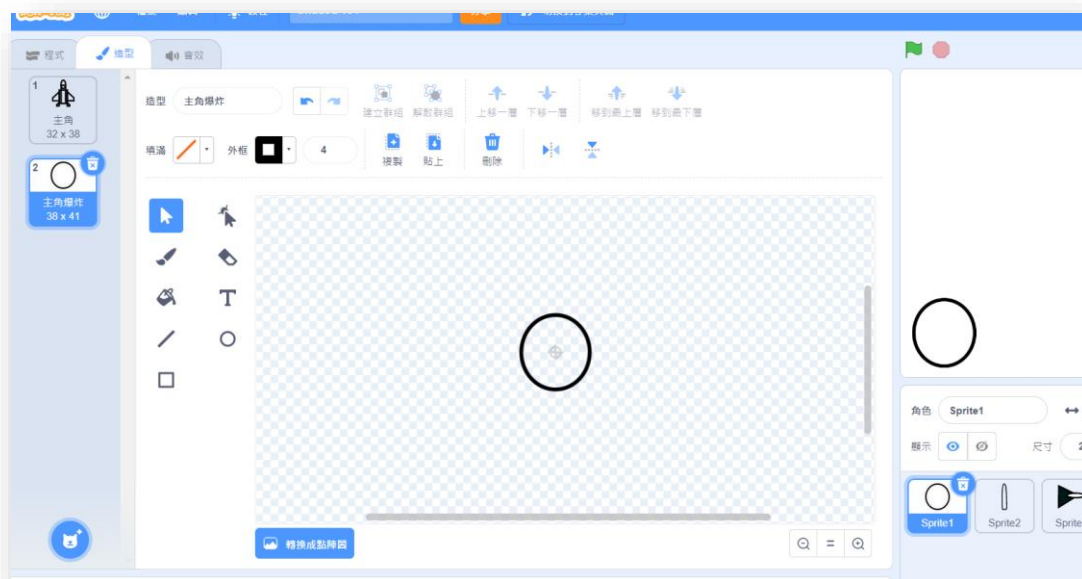 程式
造型
音效
1
主角
32 x 38
2
主角爆炸
38 x 41
造型
主角爆炸
建立群組
解散群組
上移一層
下移一層
移到最上層
移到最下層
填滿
外框
4
複製
貼上
刪除
T
轉換成點陣圖
角色
Sprite1
顯示
尺寸
2
Sprite1
Sprite2
Sprite